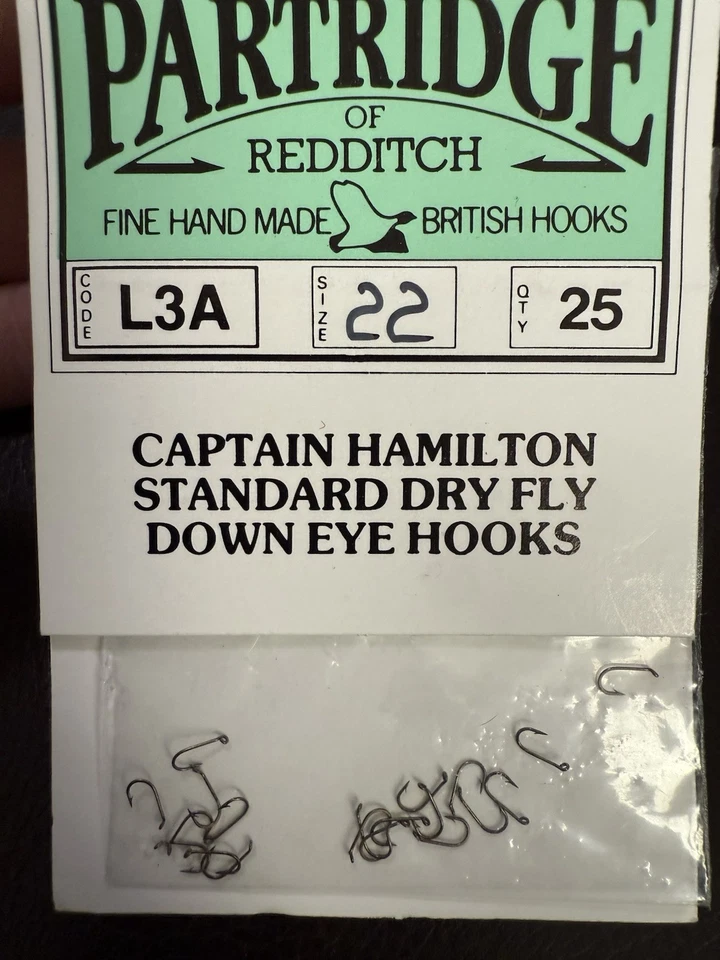 PARTRIDGE
OF
REDDITCH
FINE HAND MADE BRITISH HOOKS
CODE L3A SIZE 22 QTY 25
CAPTAIN HAMILTON
STANDARD DRY FLY
DOWN EYE HOOKS